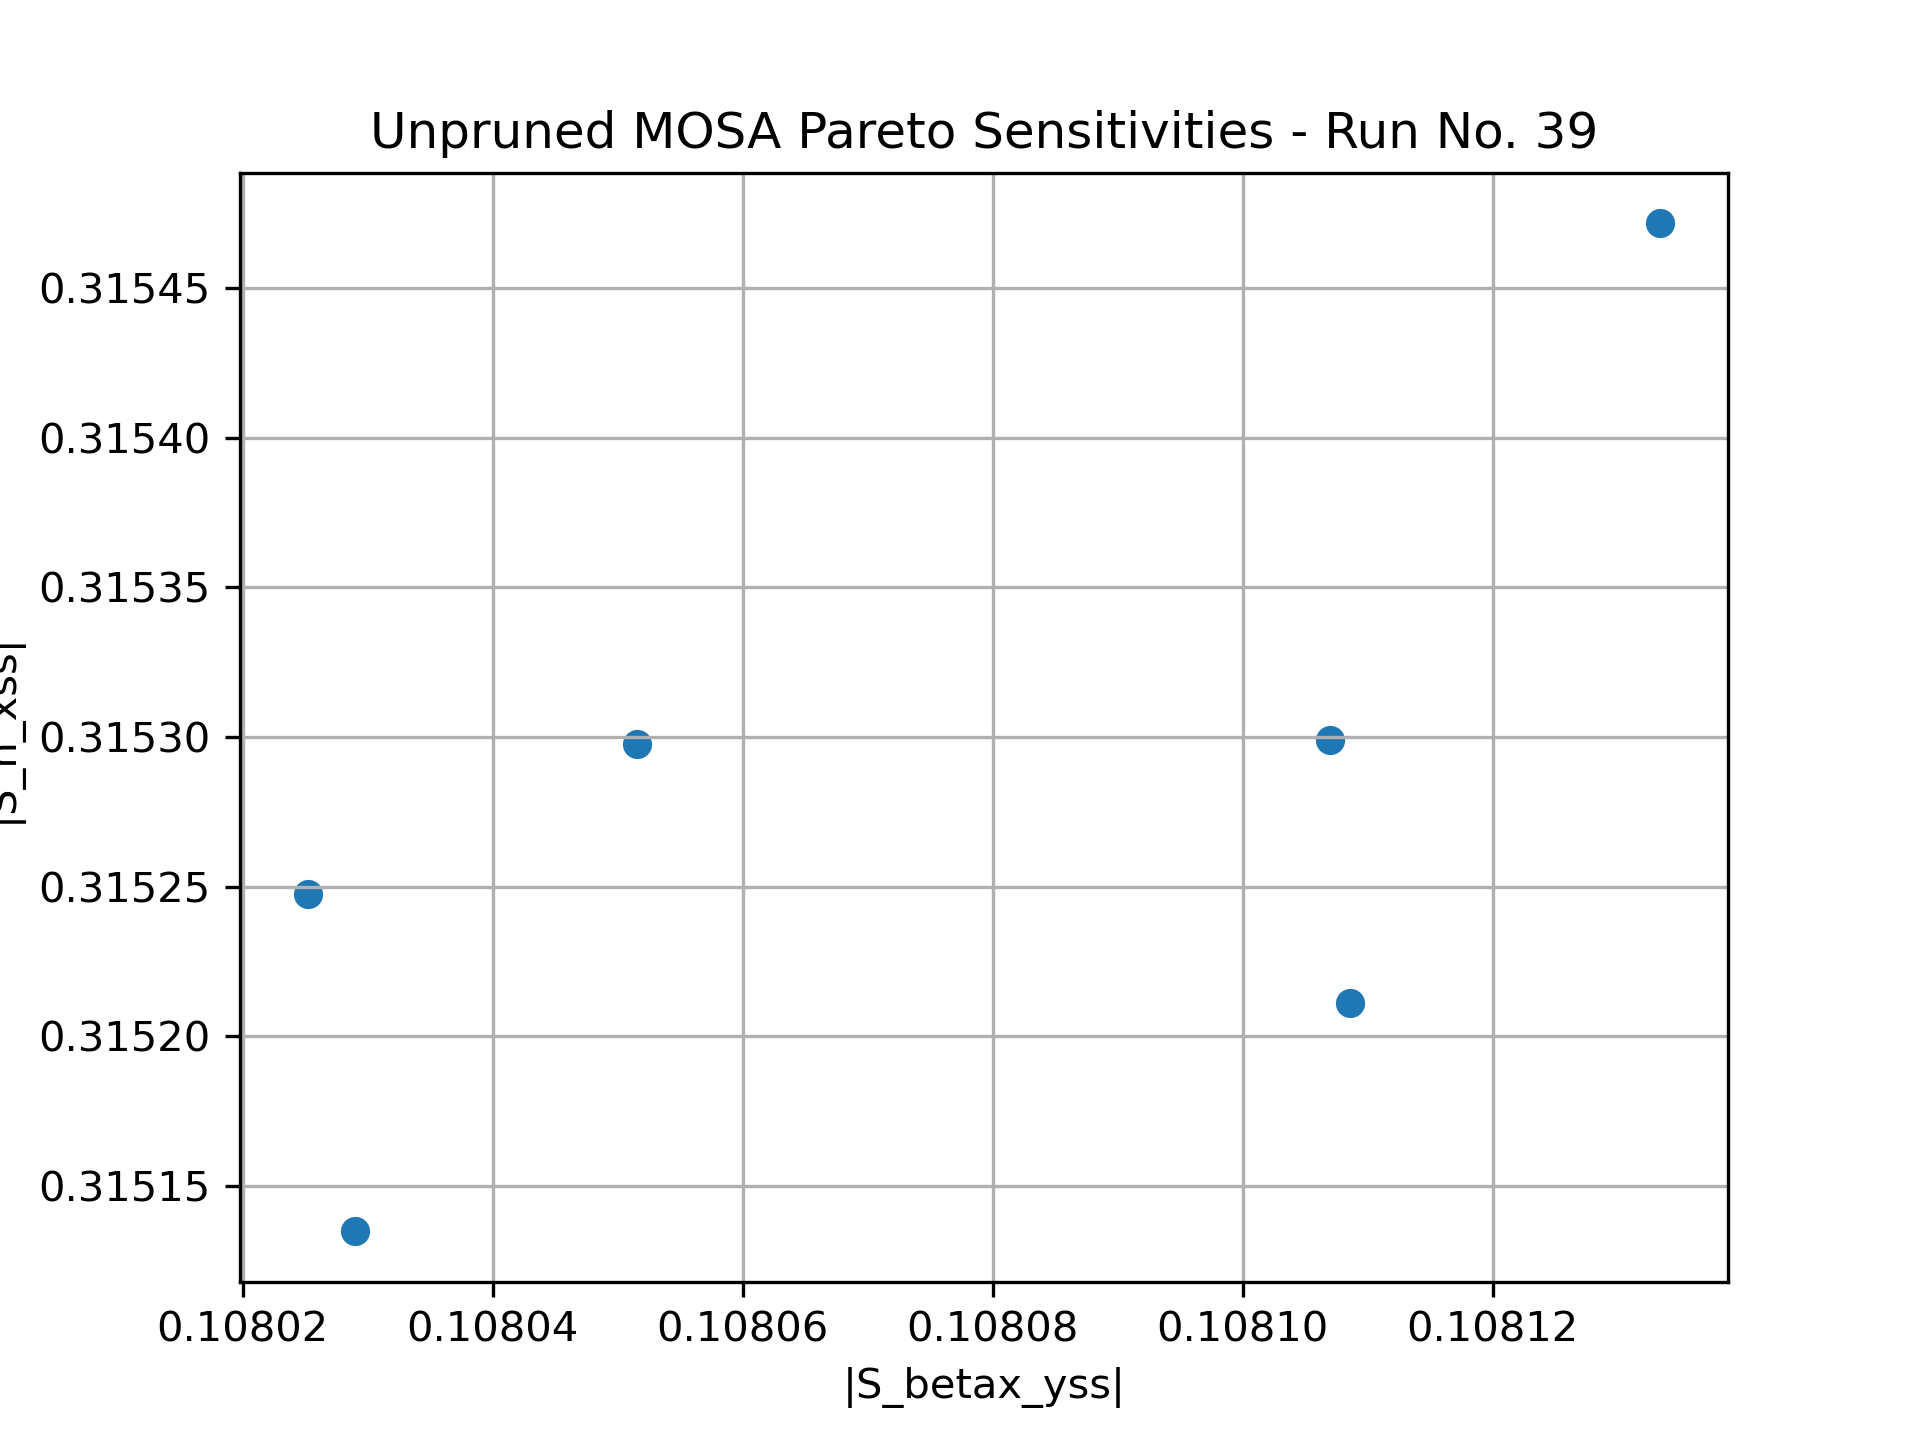 Unpruned MOSA Pareto Sensitivities - Run No. 39
0.31545
0.31540
0.31535
0.31530
0.31525
0.31520
0.31515
|S_n_xss|
0.10802 0.10804 0.10806 0.10808 0.10810 0.10812
|S_betax_yss|